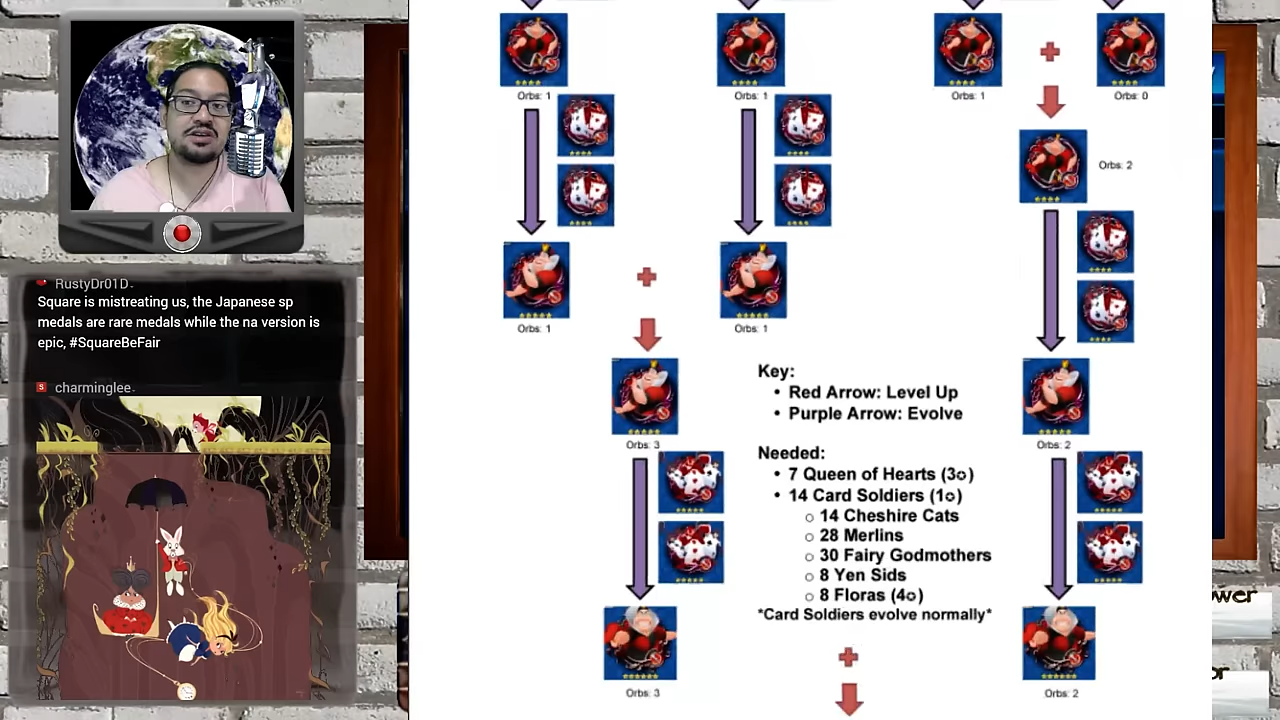 Orbs: 1
Orbs: 1
Orbs: 1
Orbs: 0
Orbs: 2
Orbs: 1
Orbs: 1
RustyDr01D
Square is mistreating us, the Japanese sp
medals are rare medals while the na version is
epic, #SquareBeFair
charminglee
Key:
• Red Arrow: Level Up
• Purple Arrow: Evolve
Orbs: 3
Orbs: 2
Needed:
• 7 Queen of Hearts (3✪)
• 14 Card Soldiers (1✪)
o 14 Cheshire Cats
o 28 Merlins
o 30 Fairy Godmothers
o 8 Yen Sids
o 8 Floras (4✪)
*Card Soldiers evolve normally*
Orbs: 3
Orbs: 2